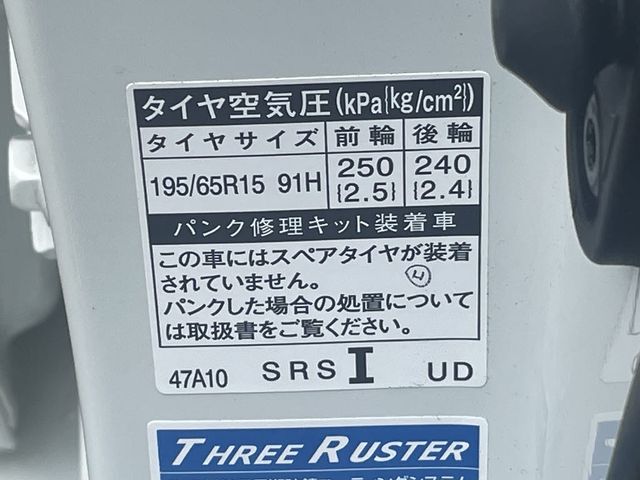 タイヤ空気圧(kPa{kg/cm²})
タイヤサイズ 前輪 後輪
195/65R15 91H 250 {2.5} 240 {2.4}
パンク修理キット装着車
この車にはスペアタイヤが装着
されていません。 ④
パンクした場合の処置について
は取扱書をご覧ください。
47A10 SRS I UD
THREE RUSTER